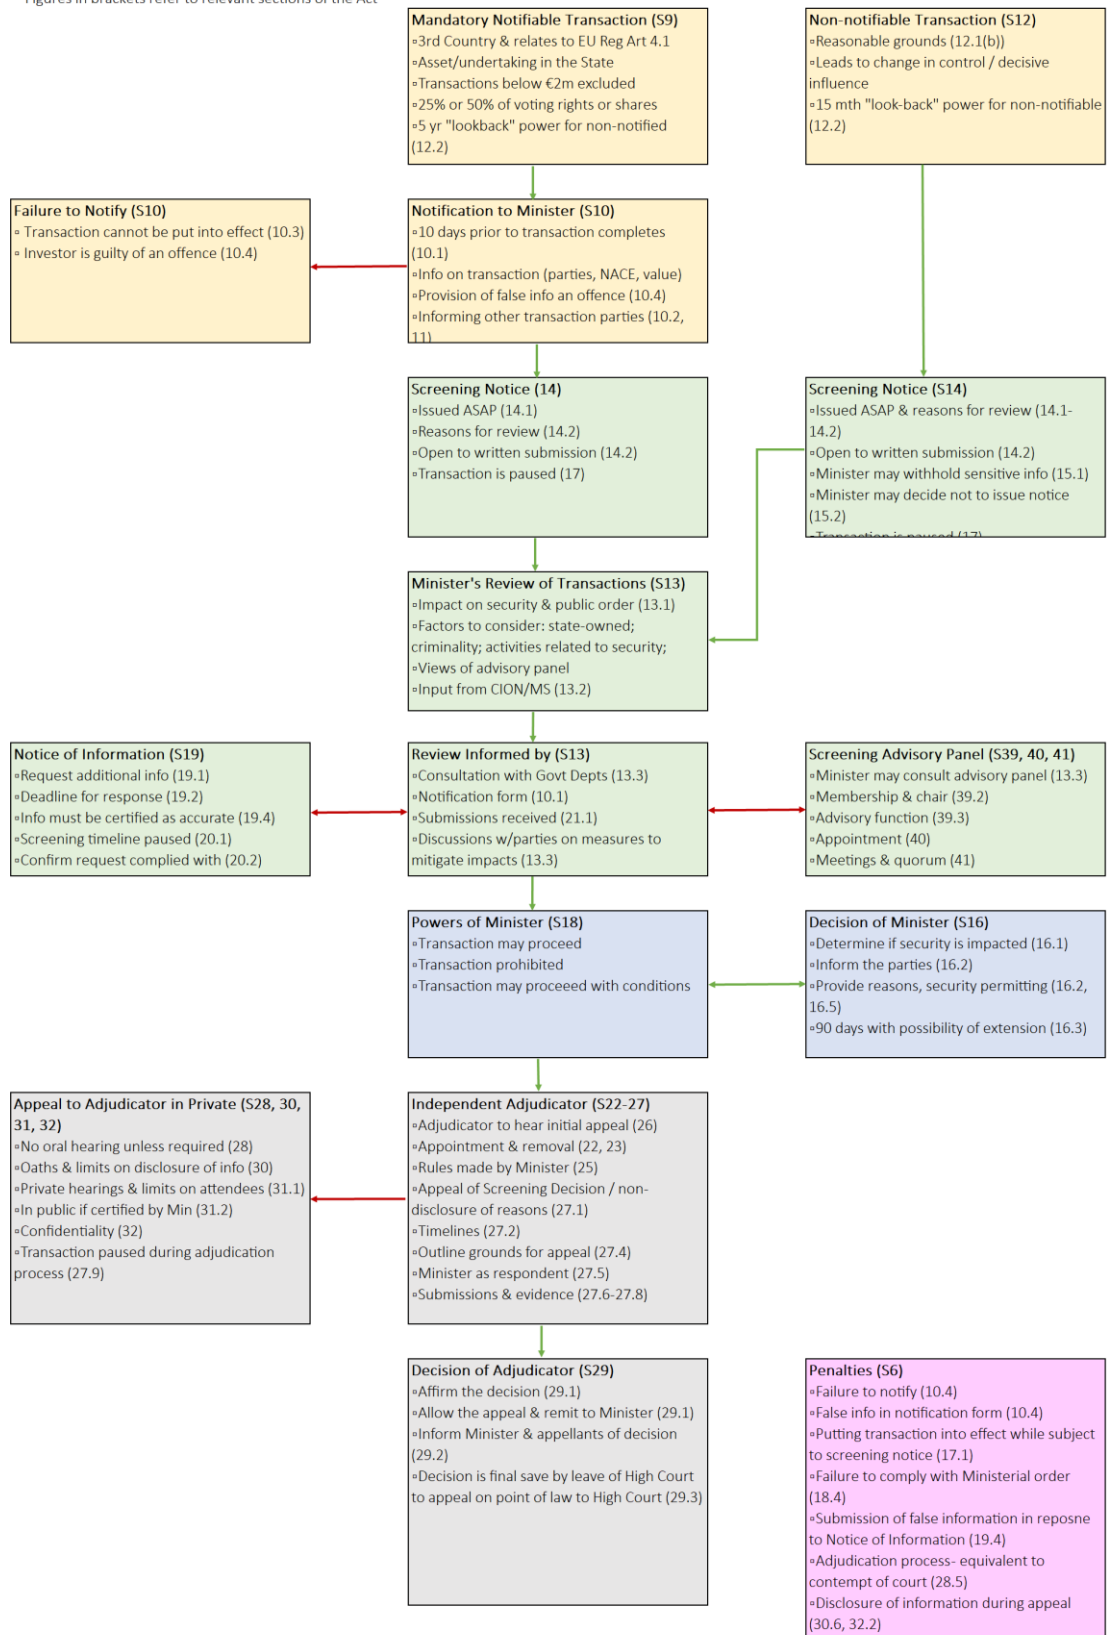 Figures in brackets refer to relevant sections of the Act
Mandatory Notifiable Transaction (S9)
▫3rd Country & relates to EU Reg Art 4.1
▫Asset/undertaking in the State
▫Transactions below €2m excluded
▫25% or 50% of voting rights or shares
▫5 yr "lookback" power for non-notified
(12.2)
Non-notifiable Transaction (S12)
▫Reasonable grounds (12.1(b))
▫Leads to change in control / decisive
influence
▫15 mth "look-back" power for non-notifiable
(12.2)
Failure to Notify (S10)
▫ Transaction cannot be put into effect (10.3)
▫ Investor is guilty of an offence (10.4)
Notification to Minister (S10)
▫10 days prior to transaction completes
(10.1)
▫Info on transaction (parties, NACE, value)
▫Provision of false info an offence (10.4)
▫Informing other transaction parties (10.2,
11)
Screening Notice (14)
▫Issued ASAP (14.1)
▫Reasons for review (14.2)
▫Open to written submission (14.2)
▫Transaction is paused (17)
Screening Notice (S14)
▫Issued ASAP & reasons for review (14.1-
14.2)
▫Open to written submission (14.2)
▫Minister may withhold sensitive info (15.1)
▫Minister may decide not to issue notice
(15.2)
▫Transaction is paused (17)
Minister's Review of Transactions (S13)
▫Impact on security & public order (13.1)
▫Factors to consider: state-owned;
criminality; activities related to security;
▫Views of advisory panel
▫Input from CION/MS (13.2)
Notice of Information (S19)
▫Request additional info (19.1)
▫Deadline for response (19.2)
▫Info must be certified as accurate (19.4)
▫Screening timeline paused (20.1)
▫Confirm request complied with (20.2)
Review Informed by (S13)
▫Consultation with Govt Depts (13.3)
▫Notification form (10.1)
▫Submissions received (21.1)
▫Discussions w/parties on measures to
mitigate impacts (13.3)
Screening Advisory Panel (S39, 40, 41)
▫Minister may consult advisory panel (13.3)
▫Membership & chair (39.2)
▫Advisory function (39.3)
▫Appointment (40)
▫Meetings & quorum (41)
Powers of Minister (S18)
▫Transaction may proceed
▫Transaction prohibited
▫Transaction may proceeed with conditions
Decision of Minister (S16)
▫Determine if security is impacted (16.1)
▫Inform the parties (16.2)
▫Provide reasons, security permitting (16.2,
16.5)
▫90 days with possibility of extension (16.3)
Appeal to Adjudicator in Private (S28, 30,
31, 32)
▫No oral hearing unless required (28)
▫Oaths & limits on disclosure of info (30)
▫Private hearings & limits on attendees (31.1)
▫In public if certified by Min (31.2)
▫Confidentiality (32)
▫Transaction paused during adjudication
process (27.9)
Independent Adjudicator (S22-27)
▫Adjudicator to hear initial appeal (26)
▫Appointment & removal (22, 23)
▫Rules made by Minister (25)
▫Appeal of Screening Decision / non-
disclosure of reasons (27.1)
▫Timelines (27.2)
▫Outline grounds for appeal (27.4)
▫Minister as respondent (27.5)
▫Submissions & evidence (27.6-27.8)
Decision of Adjudicator (S29)
▫Affirm the decision (29.1)
▫Allow the appeal & remit to Minister (29.1)
▫Inform Minister & appellants of decision
(29.2)
▫Decision is final save by leave of High Court
to appeal on point of law to High Court (29.3)
Penalties (S6)
▫Failure to notify (10.4)
▫False info in notification form (10.4)
▫Putting transaction into effect while subject
to screening notice (17.1)
▫Failure to comply with Ministerial order
(18.4)
▫Submission of false information in reposne
to Notice of Information (19.4)
▫Adjudication process- equivalent to
contempt of court (28.5)
▫Disclosure of information during appeal
(30.6, 32.2)